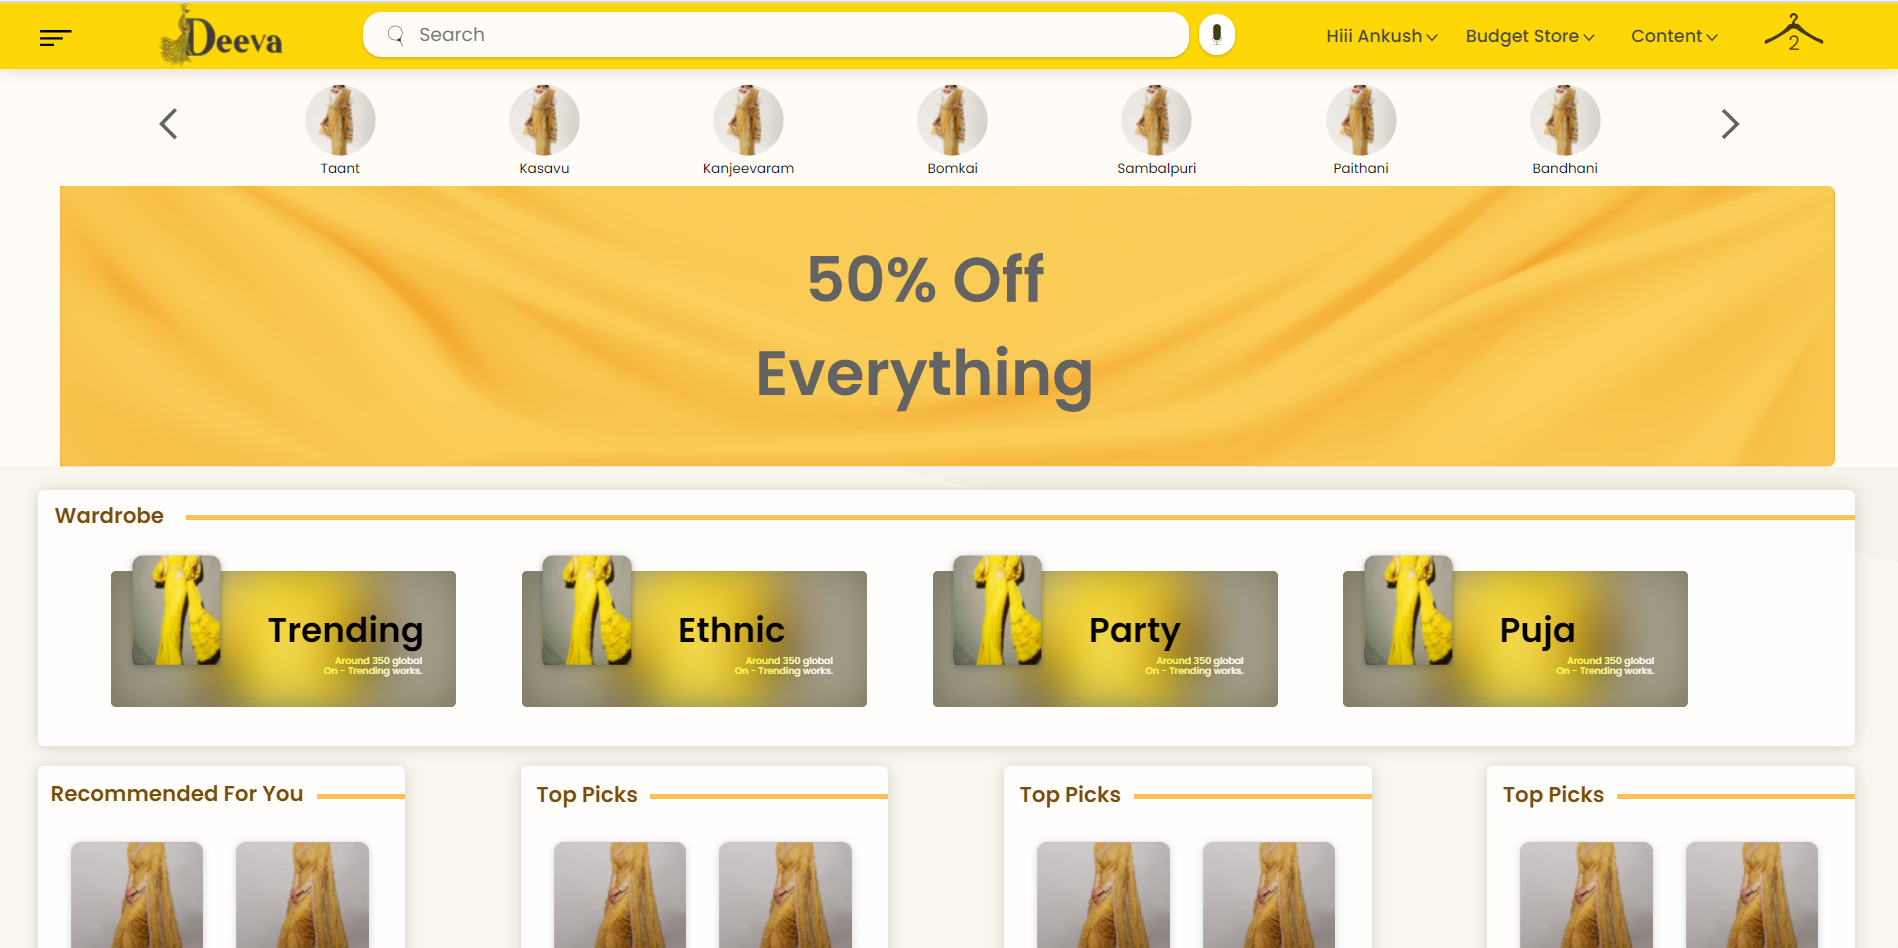 Deeva
Search
Hiii Ankush
Budget Store
Content
2
Taant
Kasavu
Kanjeevaram
Bomkai
Sambalpuri
Paithani
Bandhani
50% Off
Everything
Wardrobe
Trending
Around 350 global
On - Trending works.
Ethnic
Around 350 global
On - Trending works.
Party
Around 350 global
On - Trending works.
Puja
Around 350 global
On - Trending works.
Recommended For You
Top Picks
Top Picks
Top Picks